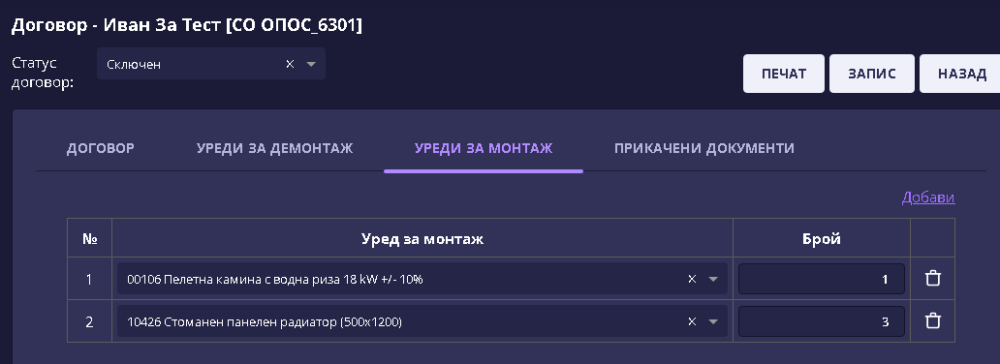 Договор - Иван За Тест [СО ОПОС_6301]
Статус договор:
Сключен
ПЕЧАТ ЗАПИС НАЗАД
ДОГОВОР УРЕДИ ЗА ДЕМОНТАЖ УРЕДИ ЗА МОНТАЖ ПРИКАЧЕНИ ДОКУМЕНТИ
Добави
№ Уред за монтаж Брой
1 00106 Пелетна камина с водна риза 18 kW +/- 10% 1
2 10426 Стоманен панелен радиатор (500x1200) 3